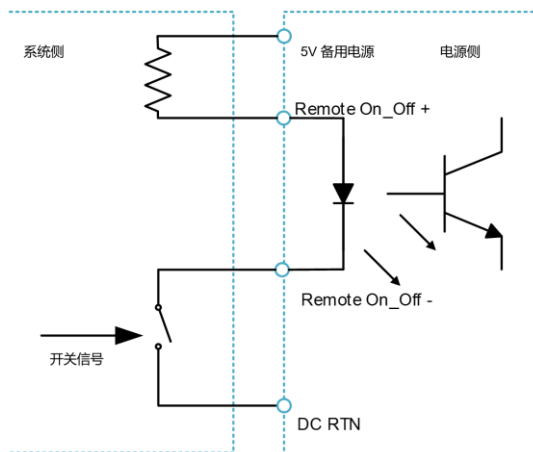 系统侧
5V 备用电源
电源侧
Remote On_Off +
Remote On_Off -
开关信号
DC RTN